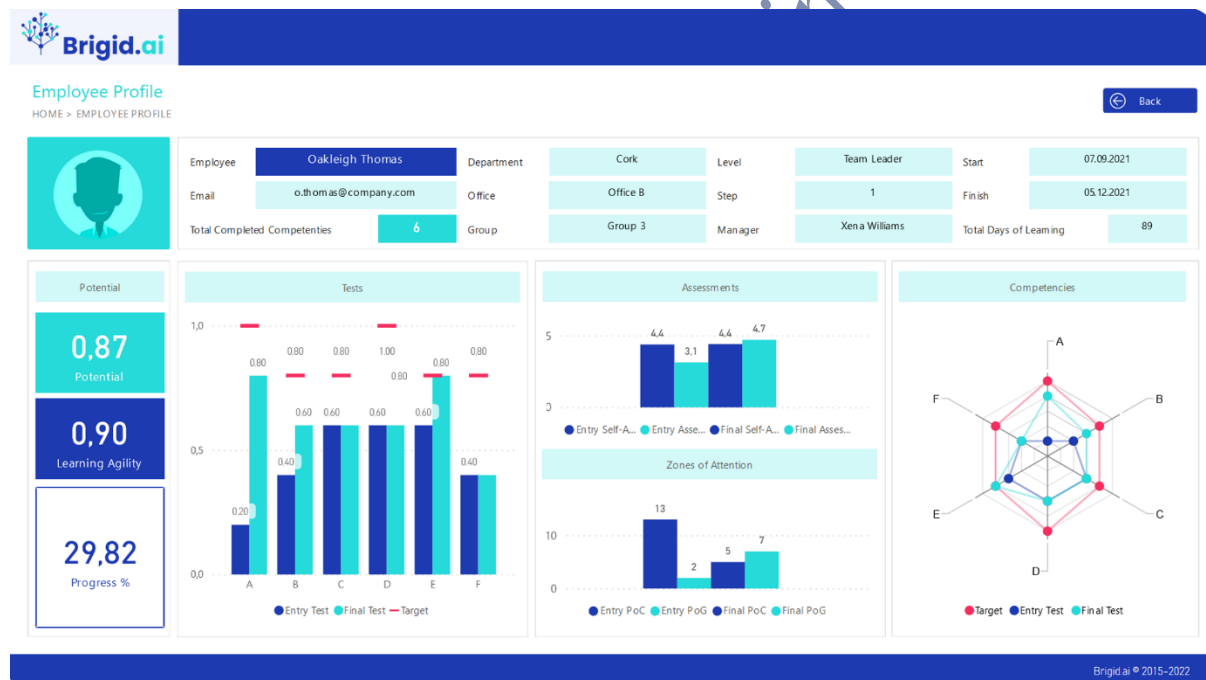 Brigid.ai
Employee Profile
HOME > EMPLOYEE PROFILE
Back
Employee Oakleigh Thomas Department Cork Level Team Leader Start 07.09.2021
Email o.thomas@company.com Office Office B Step 1 Finish 05.12.2021
Total Completed Competenties 6 Group Group 3 Manager Xena Williams Total Days of Learning 89
Potential
0,87
Potential
0,90
Learning Agility
29,82
Progress %
Tests
1,0
0.80 0.80 1.00 0.80
0.80 0.80
0.60 0.60 0.60 0.60
0,5
0.40 0.40
0.20
0,0
A B C D E F
Entry Test Final Test Target
Assessments
5
4,4 3,1 4,4 4,7
0
Entry Self-A... Entry Asse... Final Self-A... Final Asses...
Zones of Attention
13
10
2 5 7
0
Entry PoC Entry PoG Final PoC Final PoG
Competencies
A
F B
E C
D
Target Entry Test Final Test
Brigid.ai © 2015-2022